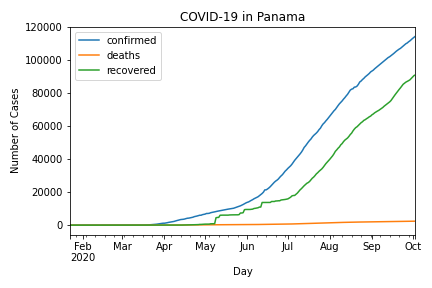 COVID-19 in Panama
120000
100000
80000
60000
40000
20000
0
Number of Cases
confirmed
deaths
recovered
Feb Mar Apr May Jun Jul Aug Sep Oct
2020
Day